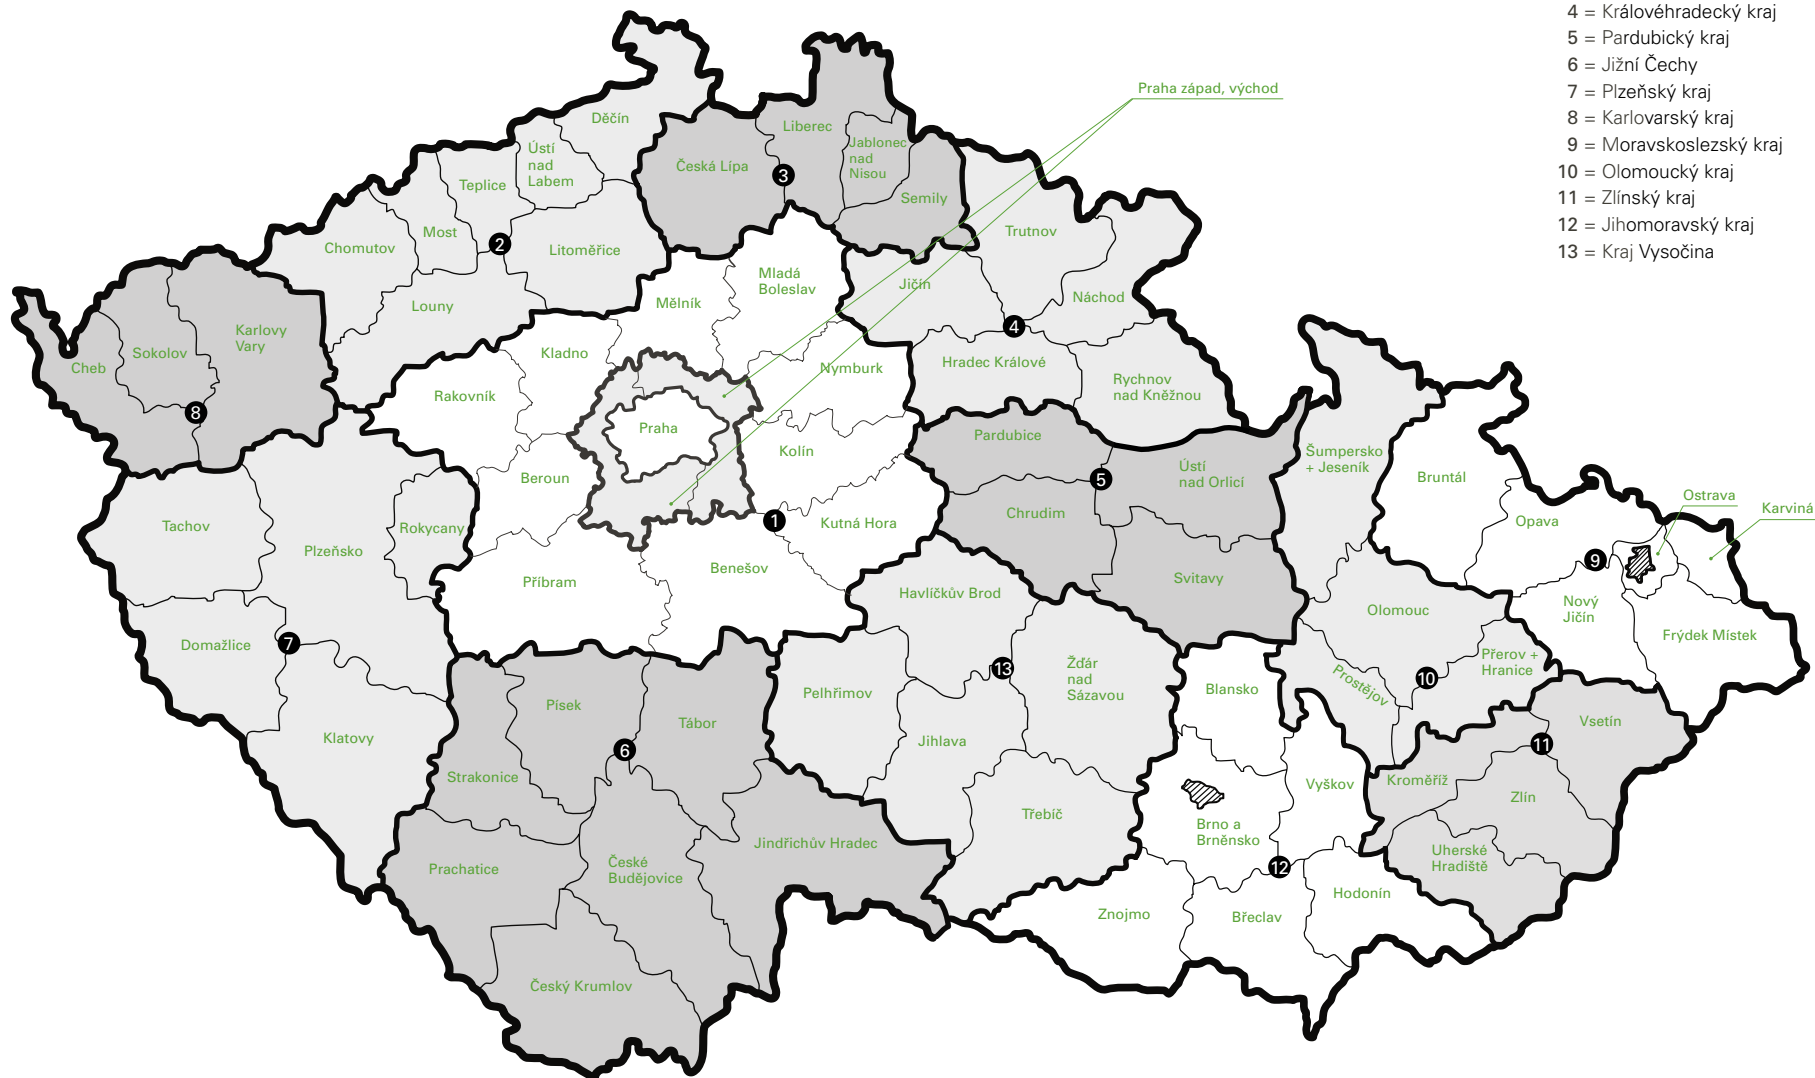 4 = Královéhradecký kraj
5 = Pardubický kraj
6 = Jižní Čechy
7 = Plzeňský kraj
8 = Karlovarský kraj
9 = Moravskoslezský kraj
10 = Olomoucký kraj
11 = Zlínský kraj
12 = Jihomoravský kraj
13 = Kraj Vysočina
Praha západ, východ
Děčín
Ústí
nad
Labem
Teplice
Most
Chomutov
Litoměřice
Louny
2
Česká Lípa
Liberec
Jablonec
nad
Nisou
Semily
3
Trutnov
Jičín
Náchod
4
Hradec Králové
Rychnov
nad Kněžnou
Cheb
Sokolov
Karlovy
Vary
8
Mělník
Mladá
Boleslav
Kladno
Rakovník
Nymburk
Praha
Kolín
Beroun
Kutná Hora
1
Benešov
Příbram
Pardubice
Ústí
nad Orlicí
5
Chrudim
Svitavy
Tachov
Plzeňsko
Rokycany
Domažlice
7
Klatovy
Šumpersko
+ Jeseník
Bruntál
Opava
Ostrava
Karviná
9
Nový
Jičín
Frýdek Místek
Olomouc
Přerov +
Hranice
Prostějov
10
Havlíčkův Brod
13
Žďár
nad
Sázavou
Pelhřimov
Jihlava
Třebíč
Písek
Tábor
6
Strakonice
Prachatice
České
Budějovice
Jindřichův Hradec
Český Krumlov
Blansko
Vyškov
Brno a
Brněnsko
12
Znojmo
Břeclav
Hodonín
Vsetín
11
Kroměříž
Zlín
Uherské
Hradiště